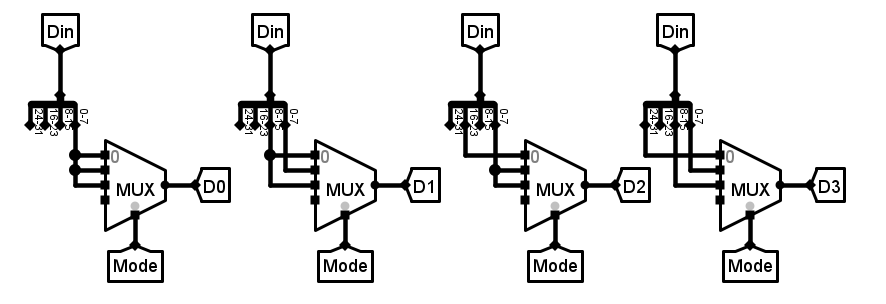 Din Din Din Din
24-31 16-23 8-15 0-7 24-31 16-23 8-15 0-7 24-31 16-23 8-15 0-7 24-31 16-23 8-15 0-7
0 0 0 0
MUX D0 MUX D1 MUX D2 MUX D3
Mode Mode Mode Mode